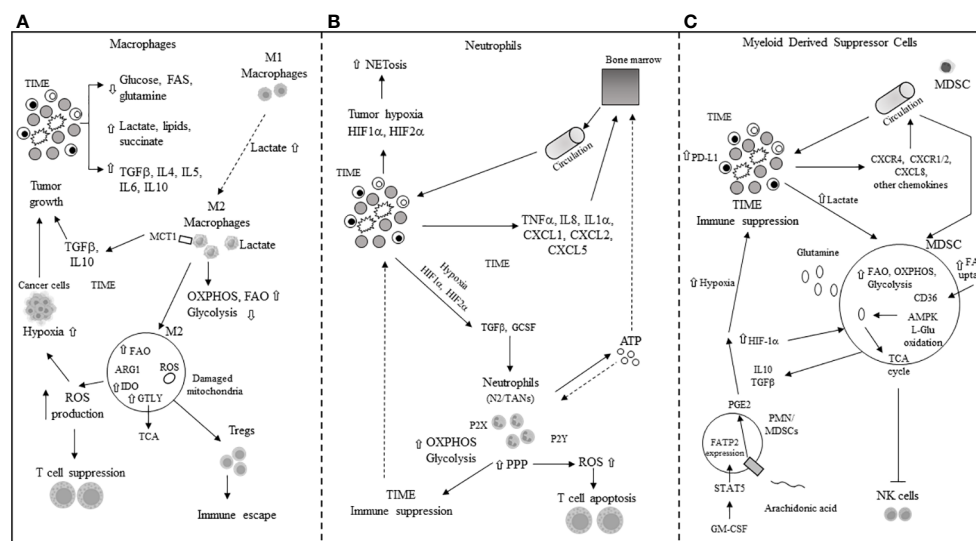 A
Macrophages
TIME
⇩ Glucose, FAS,
glutamine
⇧ Lactate, lipids,
succinate
⇧ TGFβ, IL4, IL5,
IL6, IL10
M1
Macrophages
Lactate ⇧
Tumor
growth
M2
Macrophages
MCT1
Lactate
TGFβ,
IL10
Cancer cells
TIME
OXPHOS, FAO ⇧
Glycolysis ⇩
Hypoxia ⇧
M2
⇧ FAO
ARG1
ROS
⇧ IDO
⇧ GTLY
Damaged
mitochondria
ROS
production
TCA
Tregs
T cell suppression
Immune escape
B
Neutrophils
⇧ NETosis
Bone marrow
Tumor hypoxia
HIF1α, HIF2α
Circulation
TIME
TNFα, IL8, IL1α,
CXCL1, CXCL2,
CXCL5
TIME
Hypoxia
HIF1α, HIF2α
TGFβ, GCSF
ATP
Neutrophils
(N2/TANs)
P2X
P2Y
⇧ OXPHOS
Glycolysis
⇧ PPP
ROS ⇧
TIME
Immune suppression
T cell apoptosis
C
Myeloid Derived Suppressor Cells
MDSC
Circulation
TIME
⇧ PD-L1
CXCR4, CXCR1/2,
CXCL8,
other chemokines
TIME
Immune suppression
⇧ Lactate
MDSC
Glutamine
⇧ FAO, OXPHOS,
Glycolysis
⇧ FA
upta
CD36
⇧ Hypoxia
AMPK
L-Glu
oxidation
⇧ HIF-1α
TCA
cycle
IL10
TGFβ
PGE2
PMN/
MDSCs
FATP2
expression
STAT5
Arachidonic acid
NK cells
GM-CSF